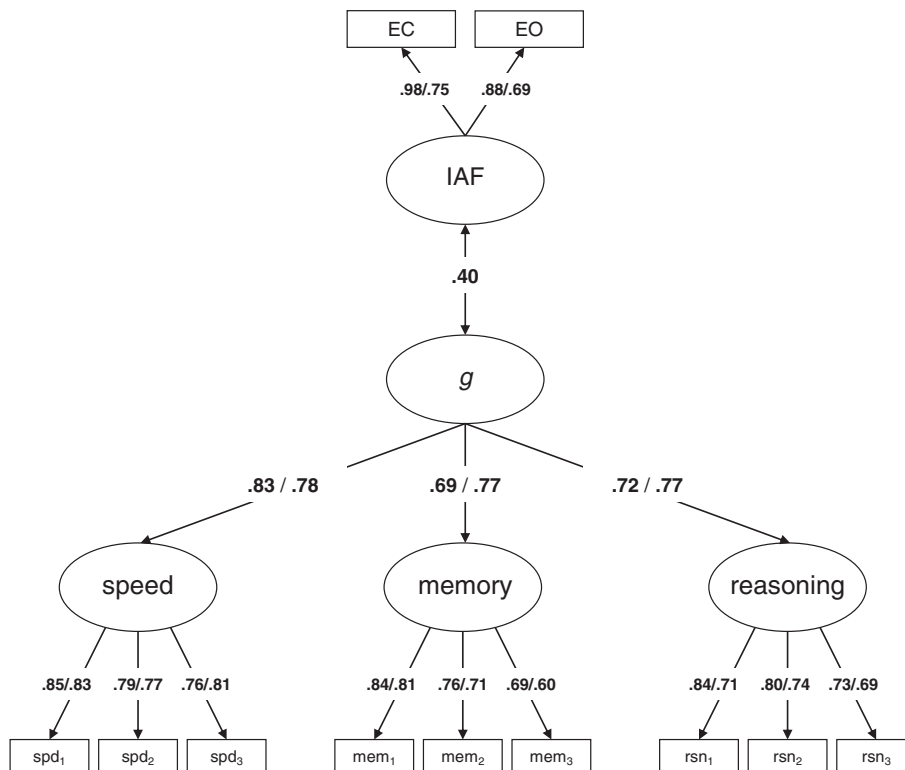 EC EO
.98/.75 .88/.69
IAF
.40
g
.83 / .78 .69 / .77 .72 / .77
speed memory reasoning
.85/.83 .79/.77 .76/.81 .84/.81 .76/.71 .69/.60 .84/.71 .80/.74 .73/.69
spd₁ spd₂ spd₃ mem₁ mem₂ mem₃ rsn₁ rsn₂ rsn₃